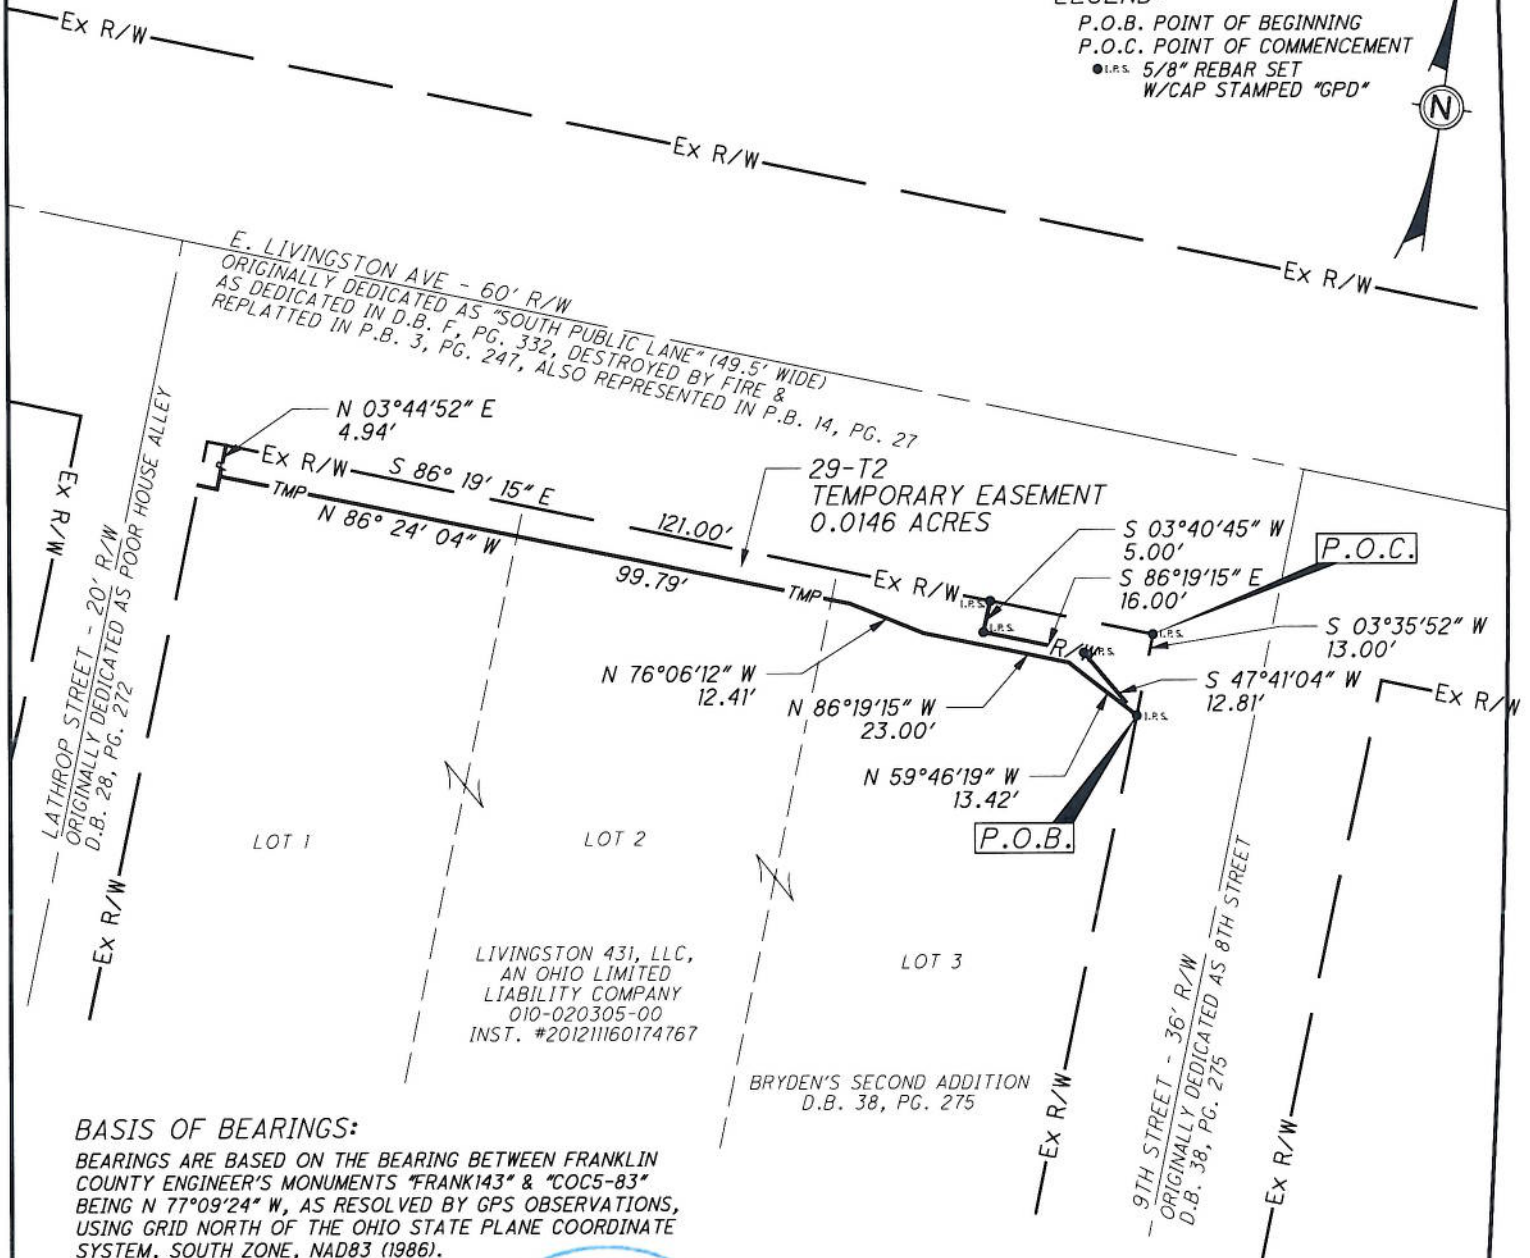 LEGEND
P.O.B. POINT OF BEGINNING
P.O.C. POINT OF COMMENCEMENT
I.P.S. 5/8" REBAR SET
W/CAP STAMPED "GPD"
N
Ex R/W
Ex R/W
Ex R/W
E. LIVINGSTON AVE - 60' R/W
ORIGINALLY DEDICATED AS "SOUTH PUBLIC LANE" (49.5' WIDE)
AS DEDICATED IN D.B. F, PG. 332, DESTROYED BY FIRE &
REPLATTED IN P.B. 3, PG. 247, ALSO REPRESENTED IN P.B. 14, PG. 27
N 03°44'52" E
4.94'
Ex R/W
S 86° 19' 15" E
121.00'
Ex R/W
TMP
N 86° 24' 04" W
99.79'
TMP
29-T2
TEMPORARY EASEMENT
0.0146 ACRES
S 03°40'45" W
5.00'
S 86°19'15" E
16.00'
P.O.C.
I.P.S.
I.P.S.
I.P.S.
R/W
I.P.S.
S 03°35'52" W
13.00'
S 47°41'04" W
12.81'
I.P.S.
Ex R/W
N 76°06'12" W
12.41'
N 86°19'15" W
23.00'
N 59°46'19" W
13.42'
P.O.B.
Ex R/W
LATHROP STREET - 20' R/W
ORIGINALLY DEDICATED AS POOR HOUSE ALLEY
D.B. 28, PG. 272
Ex R/W
LOT 1
LOT 2
LOT 3
LIVINGSTON 431, LLC,
AN OHIO LIMITED
LIABILITY COMPANY
010-020305-00
INST. #201211160174767
BRYDEN'S SECOND ADDITION
D.B. 38, PG. 275
Ex R/W
9TH STREET - 36' R/W
ORIGINALLY DEDICATED AS 8TH STREET
D.B. 38, PG. 275
Ex R/W
BASIS OF BEARINGS:
BEARINGS ARE BASED ON THE BEARING BETWEEN FRANKLIN
COUNTY ENGINEER'S MONUMENTS "FRANK143" & "COC5-83"
BEING N 77°09'24" W, AS RESOLVED BY GPS OBSERVATIONS,
USING GRID NORTH OF THE OHIO STATE PLANE COORDINATE
SYSTEM, SOUTH ZONE, NAD83 (1986).